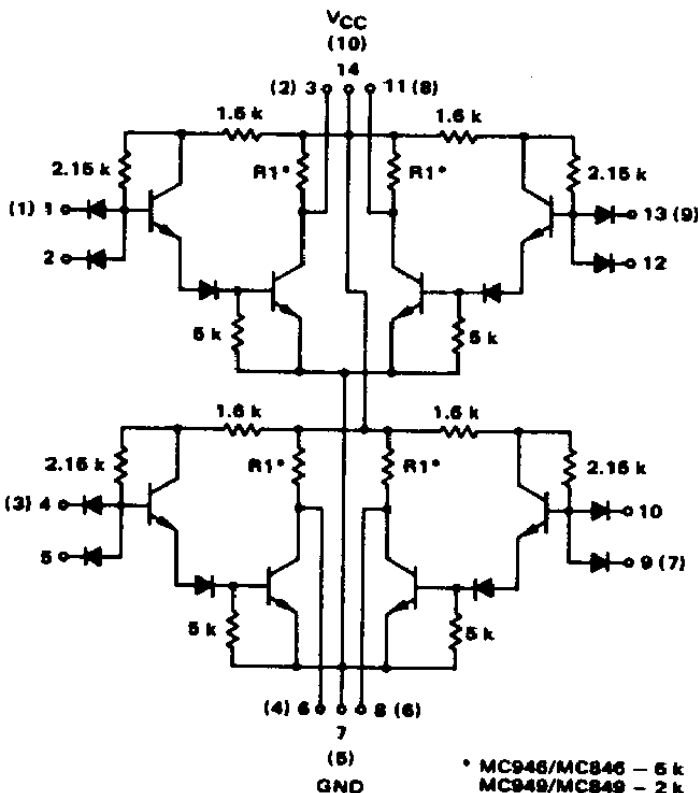 VCC
(10)
14
(2) 3
11 (8)
1.6 k
1.6 k
2.15 k
R1*
R1*
2.15 k
(1) 1
13 (9)
2
12
5 k
5 k
1.6 k
1.6 k
2.15 k
R1*
R1*
2.15 k
(3) 4
10
5
9 (7)
5 k
5 k
(4) 6
8 (6)
7
(5)
GND
* MC946/MC846 – 6 k
MC949/MC849 – 2 k